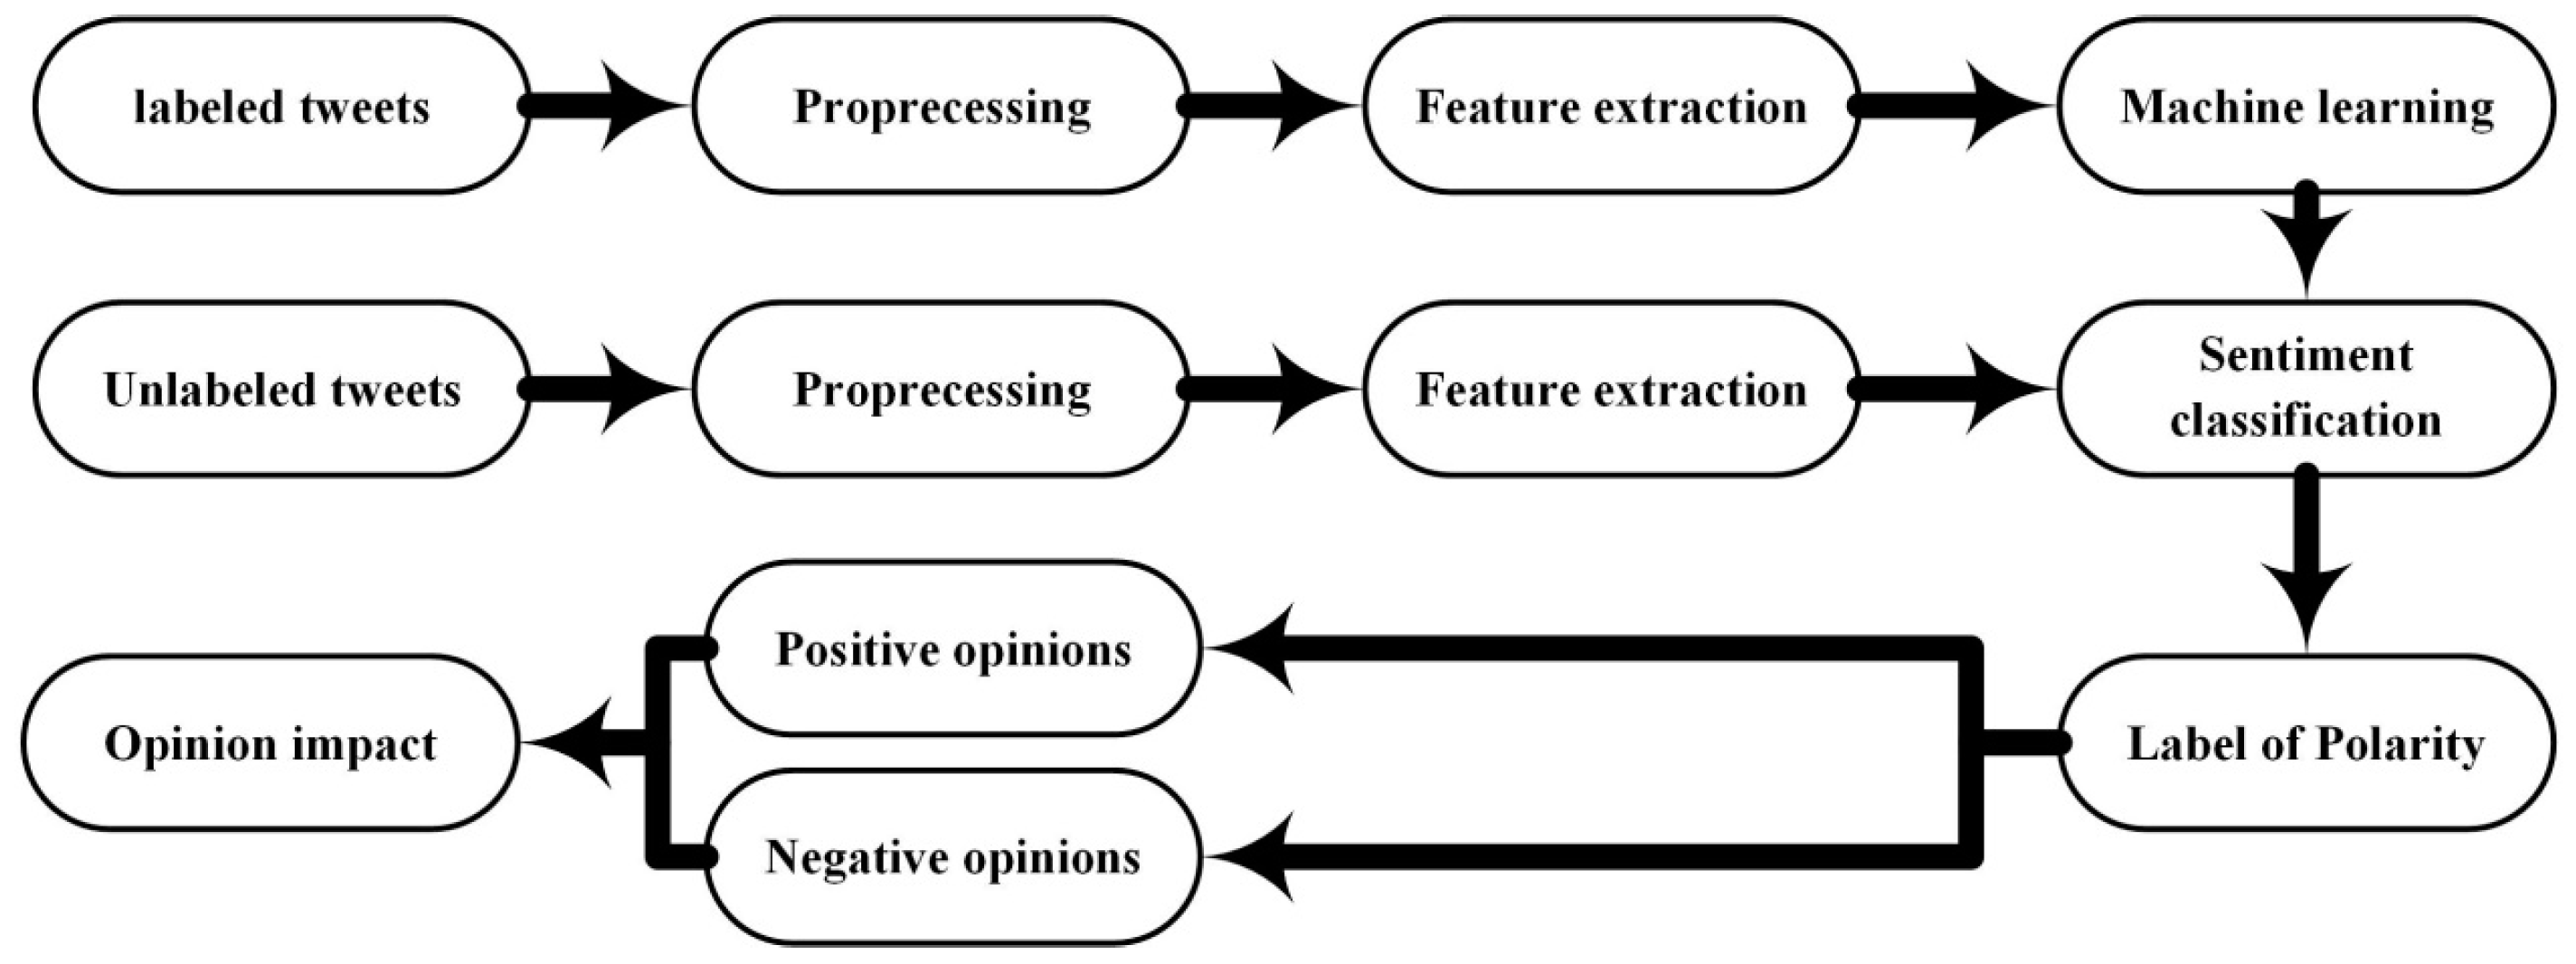 labeled tweets
Proprecessing
Feature extraction
Machine learning
Unlabeled tweets
Proprecessing
Feature extraction
Sentiment
classification
Positive opinions
Opinion impact
Label of Polarity
Negative opinions